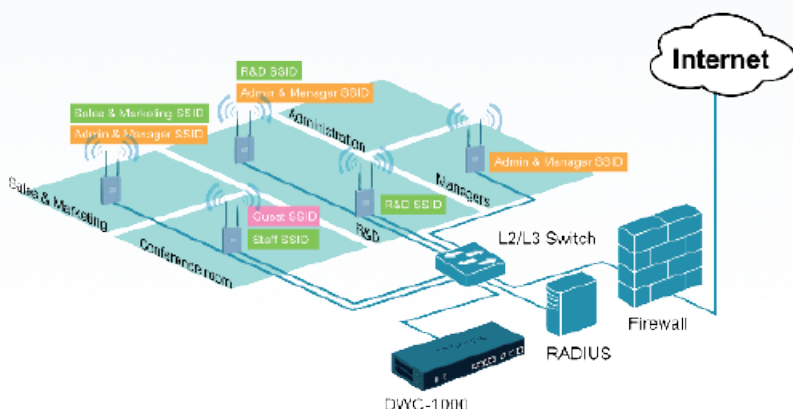 Internet
R&D SSID
Admin & Manager SSID
Sales & Marketing SSID
Admin & Manager SSID
Administration
Admin & Manager SSID
Managers
Sales & Marketing
Guest SSID
R&D SSID
R&D
Staff SSID
Conference room
L2/L3 Switch
Firewall
RADIUS
DWC-1000